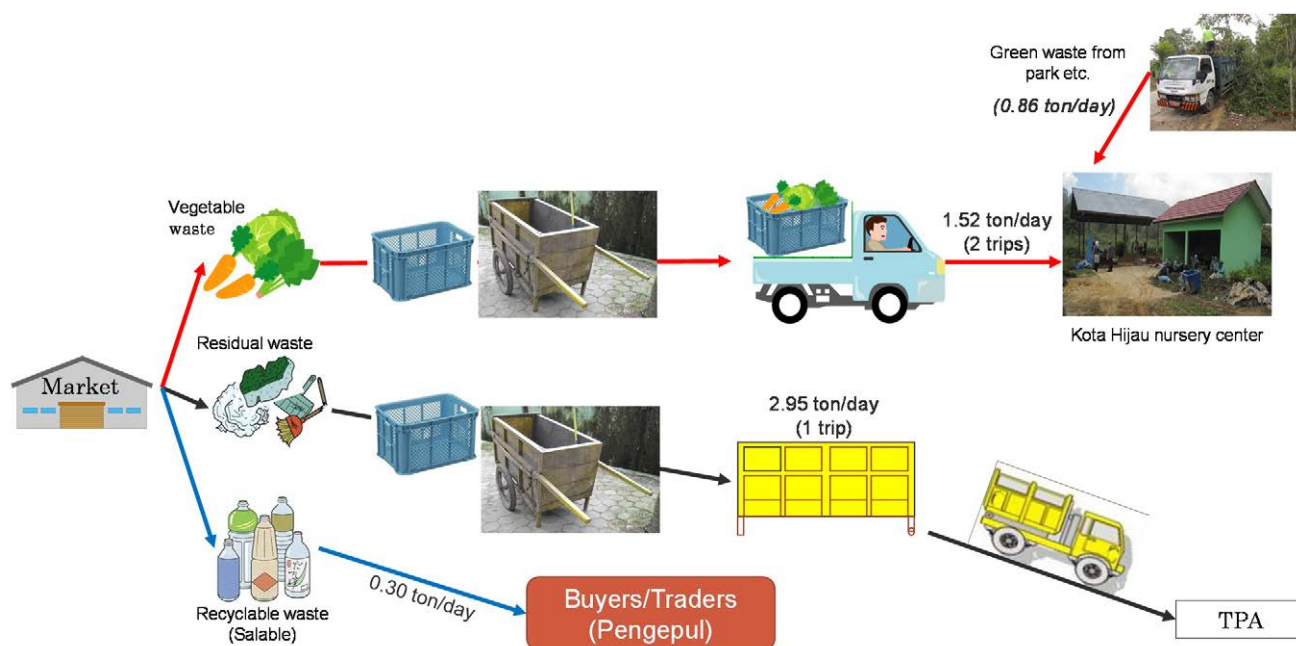 Green waste from
park etc.
(0.86 ton/day)
Vegetable
waste
1.52 ton/day
(2 trips)
Kota Hijau nursery center
Residual waste
Market
2.95 ton/day
(1 trip)
0.30 ton/day
Recyclable waste
(Salable)
Buyers/Traders
(Pengepul)
TPA